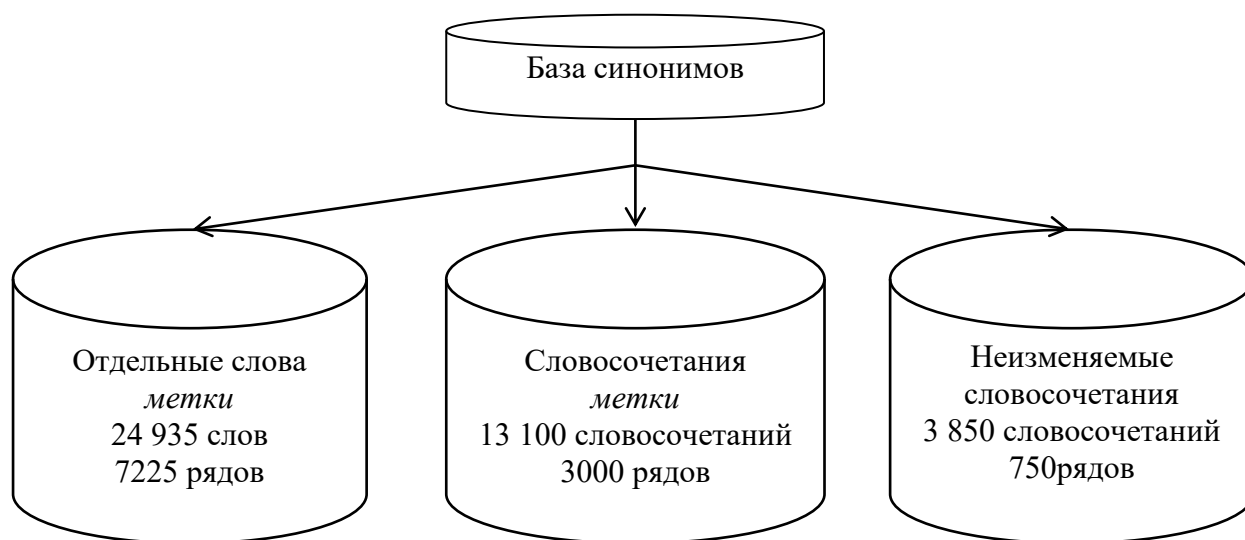 База синонимов
Отдельные слова
метки
24 935 слов
7225 рядов
Словосочетания
метки
13 100 словосочетаний
3000 рядов
Неизменяемые
словосочетания
3 850 словосочетаний
750рядов